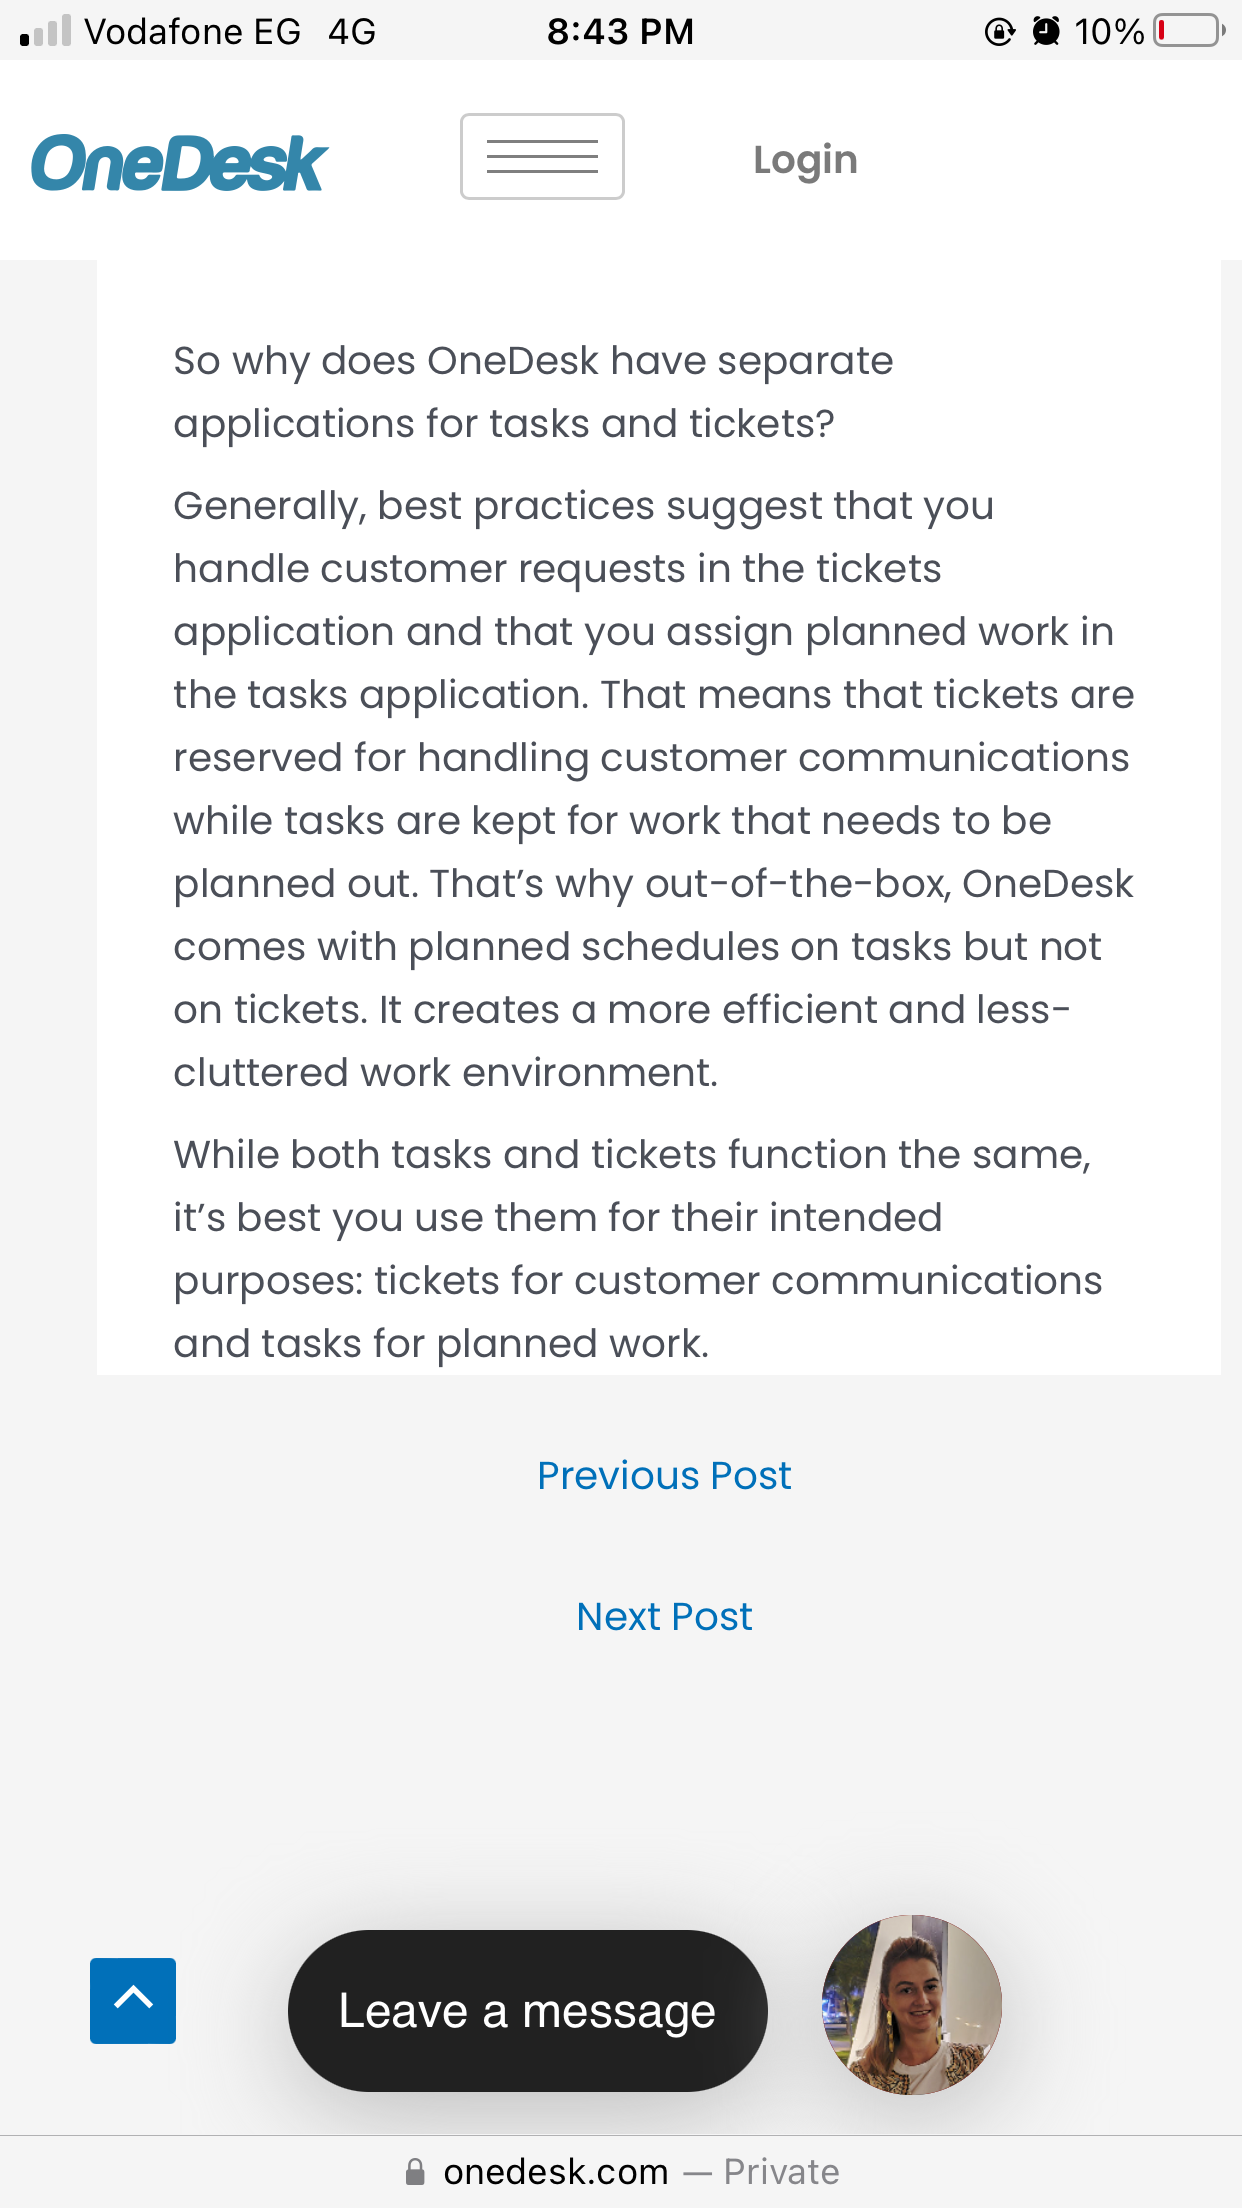 Vodafone EG 4G 8:43 PM 10%
OneDesk Login
So why does OneDesk have separate
applications for tasks and tickets?
Generally, best practices suggest that you
handle customer requests in the tickets
application and that you assign planned work in
the tasks application. That means that tickets are
reserved for handling customer communications
while tasks are kept for work that needs to be
planned out. That’s why out-of-the-box, OneDesk
comes with planned schedules on tasks but not
on tickets. It creates a more efficient and less-
cluttered work environment.
While both tasks and tickets function the same,
it’s best you use them for their intended
purposes: tickets for customer communications
and tasks for planned work.
Previous Post
Next Post
Leave a message
onedesk.com — Private